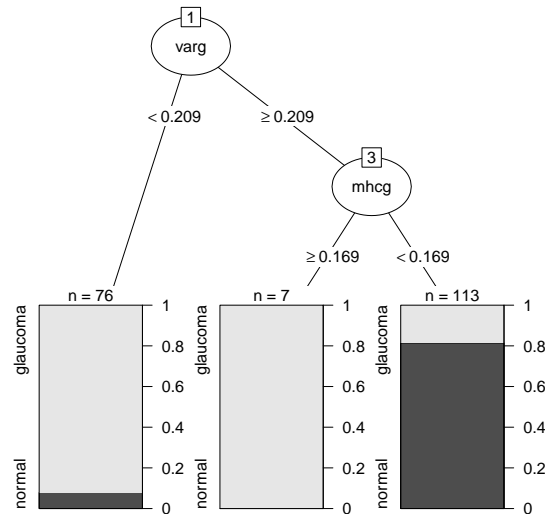 1
varg
< 0.209
≥ 0.209
3
mhcg
≥ 0.169
< 0.169
n = 76
glaucoma
normal
1
0.8
0.6
0.4
0.2
0
n = 7
glaucoma
normal
1
0.8
0.6
0.4
0.2
0
n = 113
glaucoma
normal
1
0.8
0.6
0.4
0.2
0